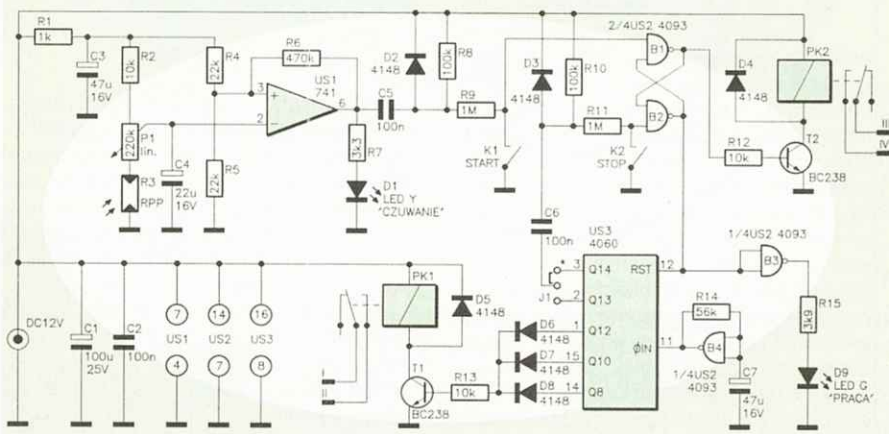 R1
1k
C3
47u
16V
R2
10k
P1
220k
lin.
R3
RPP
C4
22u
16V
R4
22k
R5
22k
R6
470k
US1
741
3
+
2
-
6
R7
3k3
D1
LED Y
"CZUWANIE"
C5
100n
D2
4148
R8
100k
R9
1M
K1
START
D3
4148
R10
100k
R11
1M
K2
STOP
2/4US2 4093
B1
B2
D4
4148
PK2
III
IV
R12
10k
T2
BC238
DC12V
C1
100u
25V
C2
100n
7
US1
4
14
US2
7
16
US3
8
I
II
PK1
D5
4148
T1
BC238
R13
10k
D6
4148
D7
4148
D8
4148
C6
100n
*
J1
US3
4060
3 Q14
2 Q13
1 Q12
15 Q10
14 Q8
RST 12
ϕIN 11
1/4US2 4093
B3
R14
56k
B4
1/4US2
4093
C7
47u
16V
R15
3k9
D9
LED G
"PRACA"